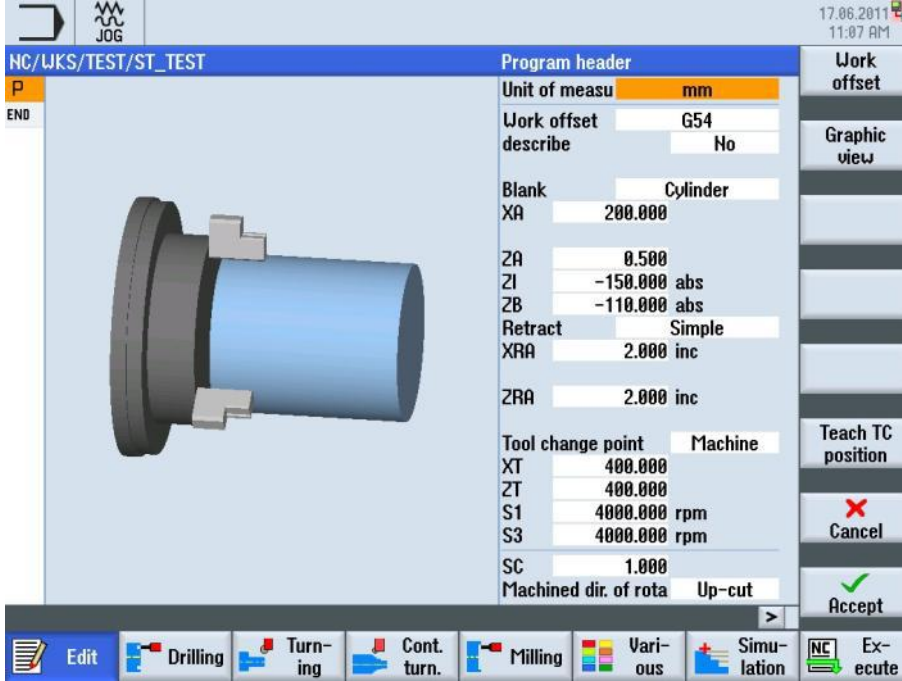 JOG
17.06.2011
11:07 AM
NC/WKS/TEST/ST_TEST
Program header
Work offset
P
END
Unit of measu mm
Work offset G54
describe No
Graphic view
Blank Cylinder
XA 200.000
ZA 0.500
ZI -150.000 abs
ZB -110.000 abs
Retract Simple
XRA 2.000 inc
ZRA 2.000 inc
Tool change point Machine
Teach TC position
XT 400.000
ZT 400.000
S1 4000.000 rpm
S3 4000.000 rpm
Cancel
SC 1.000
Machined dir. of rota Up-cut
Accept
>
Edit
Drilling
Turn-
ing
Cont.
turn.
Milling
Vari-
ous
Simu-
lation
NC
Ex-
ecute